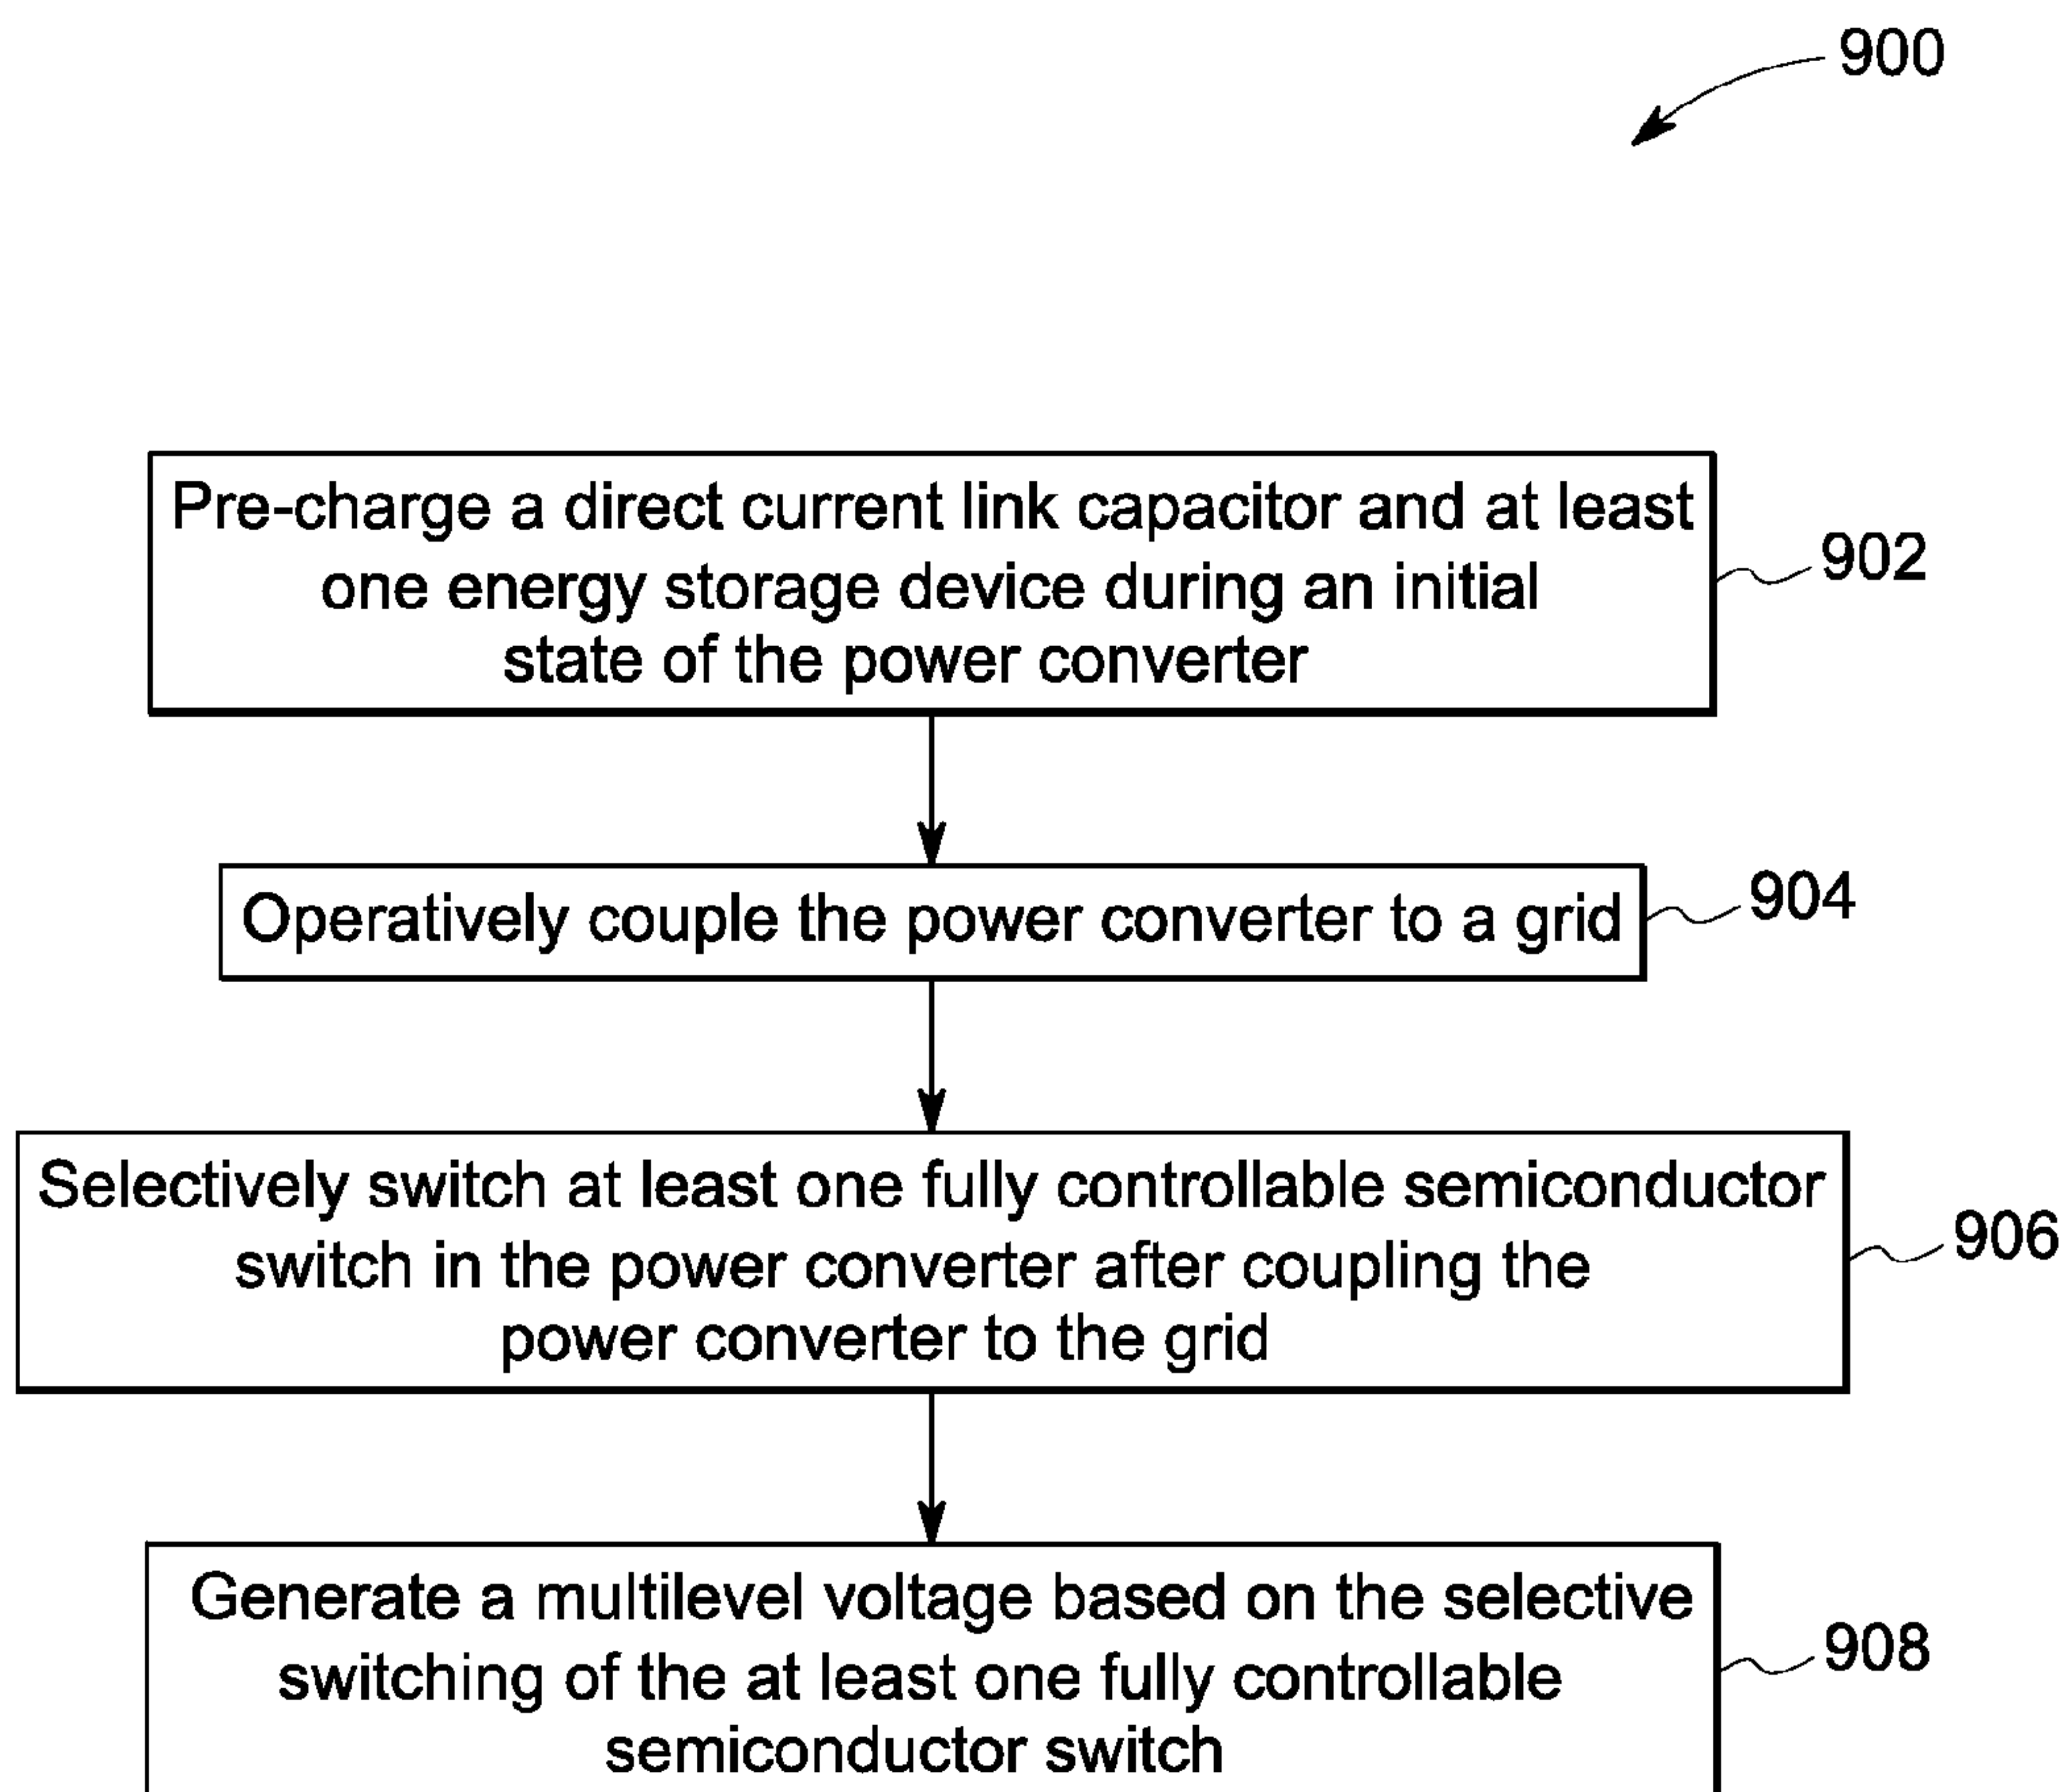 900
Pre-charge a direct current link capacitor and at least
one energy storage device during an initial
state of the power converter
902
Operatively couple the power converter to a grid
904
Selectively switch at least one fully controllable semiconductor
switch in the power converter after coupling the
power converter to the grid
906
Generate a multilevel voltage based on the selective
switching of the at least one fully controllable
semiconductor switch
908